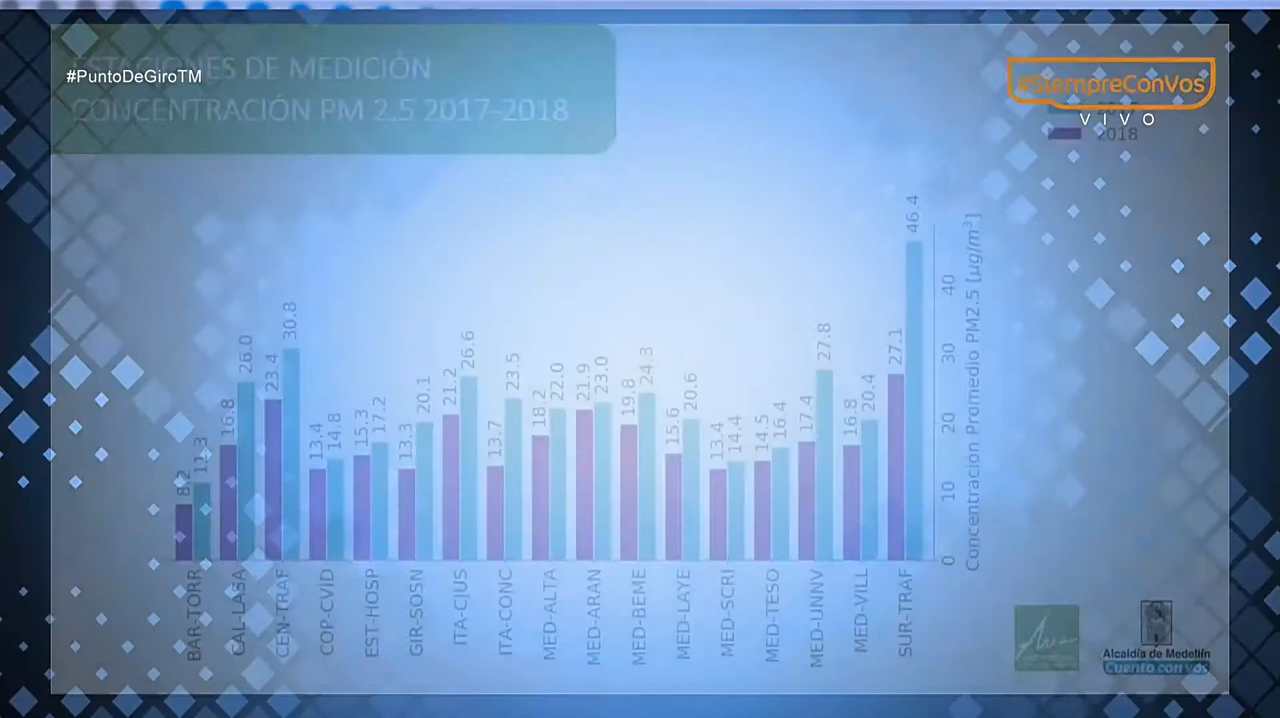 ESTACIONES DE MEDICIÓN
#PuntoDeGiroTM
CONCENTRACIÓN PM 2.5 2017-2018
#SiempreConVos
VIVO
2018
8.2
11.3
16.8
26.0
23.4
30.8
13.4
14.8
15.3
17.2
13.3
20.1
21.2
26.6
13.7
23.5
18.2
22.0
21.9
23.0
19.8
24.3
15.6
20.6
13.4
14.4
14.5
16.4
17.4
27.8
16.8
20.4
27.1
46.4
0
10
20
30
40
Concentracion Promedio PM2.5 [µg/m³]
BAR-TORR
CAL-LASA
CEN-TRAF
COP-CVID
EST-HOSP
GIR-SOSN
ITA-CJUS
ITA-CONC
MED-ALTA
MED-ARAN
MED-BEME
MED-LAYE
MED-SCRI
MED-TESO
MED-UNNV
MED-VILL
SUR-TRAF
Alcaldía de Medellín
Cuenta con vos